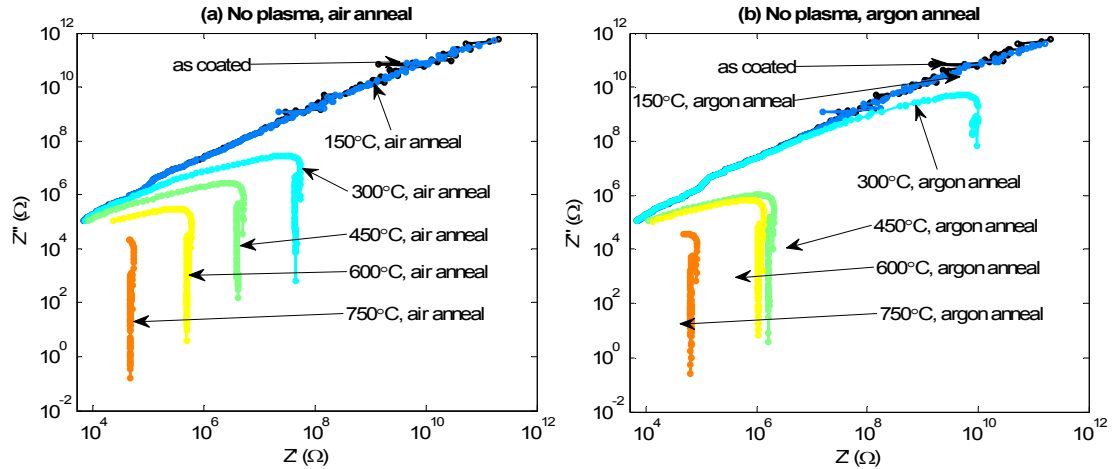 (a) No plasma, air anneal
10^12
10^10
10^8
10^6
10^4
10^2
10^0
10^-2
Z'' (Ω)
as coated
150°C, air anneal
300°C, air anneal
450°C, air anneal
600°C, air anneal
750°C, air anneal
10^4
10^6
10^8
10^10
10^12
Z' (Ω)
(b) No plasma, argon anneal
10^12
10^10
10^8
10^6
10^4
10^2
10^0
10^-2
Z'' (Ω)
as coated
150°C, argon anneal
300°C, argon anneal
450°C, argon anneal
600°C, argon anneal
750°C, argon anneal
10^4
10^6
10^8
10^10
10^12
Z' (Ω)